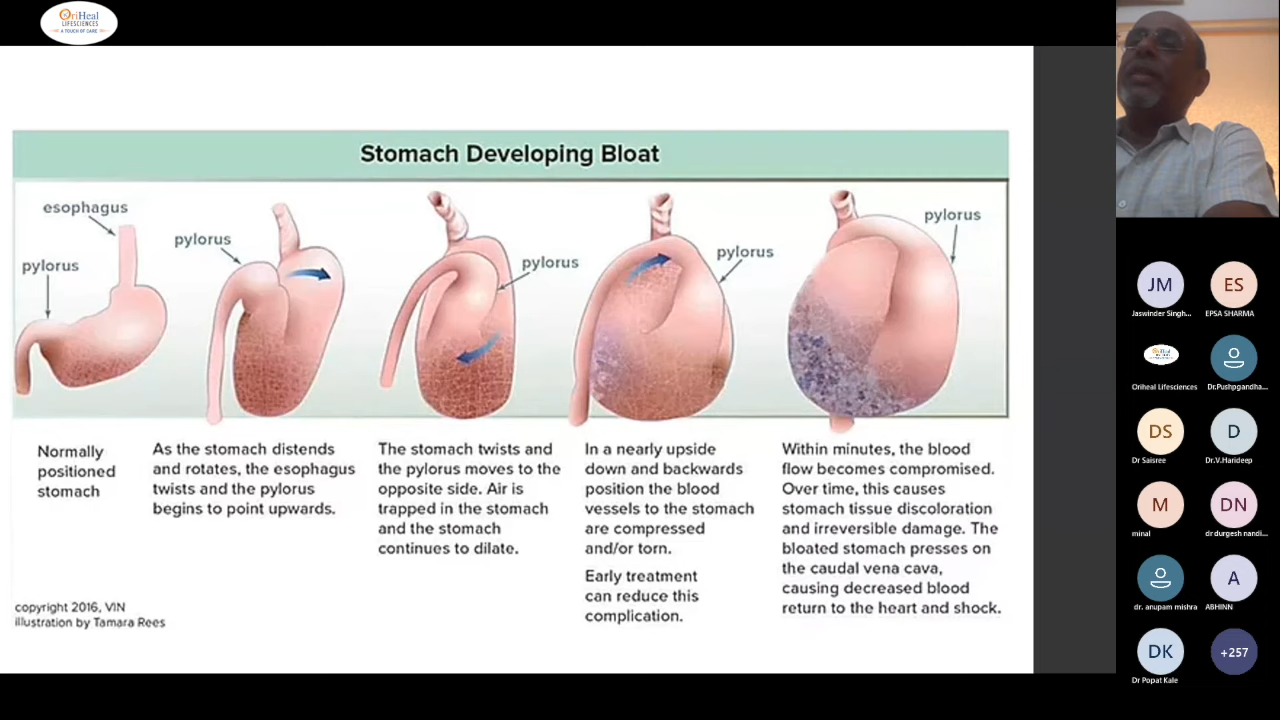 OriHeal
LIFESCIENCES
A TOUCH OF CARE
Stomach Developing Bloat
esophagus
pylorus
pylorus
pylorus
pylorus
pylorus
Normally
positioned
stomach
As the stomach distends
and rotates, the esophagus
twists and the pylorus
begins to point upwards.
The stomach twists and
the pylorus moves to the
opposite side. Air is
trapped in the stomach
and the stomach
continues to dilate.
In a nearly upside
down and backwards
position the blood
vessels to the stomach
are compressed
and/or torn.
Early treatment
can reduce this
complication.
Within minutes, the blood
flow becomes compromised.
Over time, this causes
stomach tissue discoloration
and irreversible damage. The
bloated stomach presses on
the caudal vena cava,
causing decreased blood
return to the heart and shock.
copyright 2016, VIN
illustration by Tamara Rees
JM
Jaswinder Singh...
ES
EPSA SHARMA
Oriheal Lifesciences
Dr.Pushpgandha...
DS
Dr Saisree
D
Dr.V.Harideep
M
minal
DN
dr durgesh nandi...
dr. anupam mishra
A
ABHINN
DK
Dr Popat Kale
+257